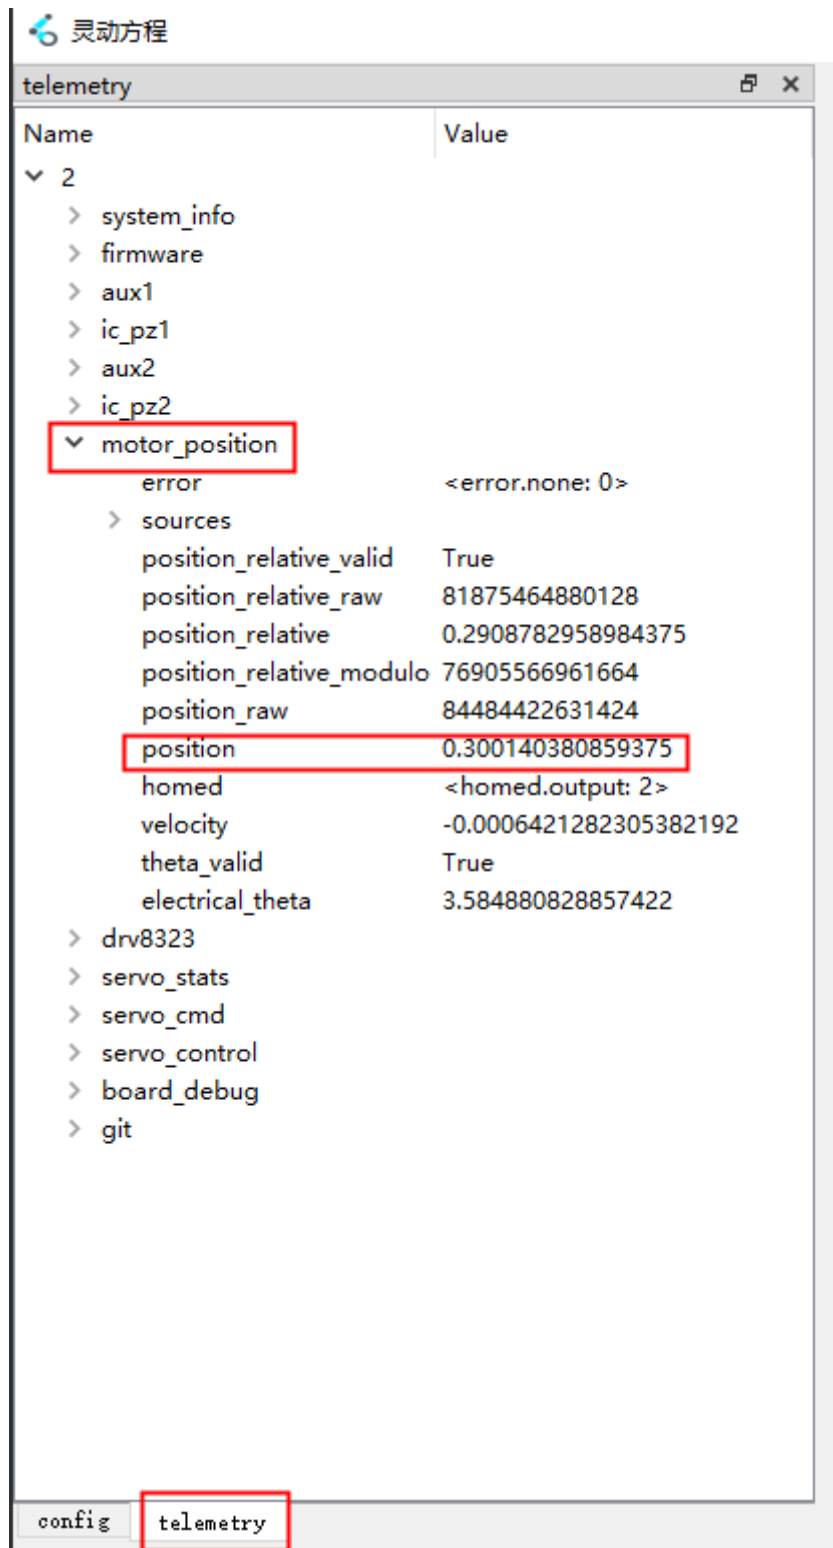 灵动方程
telemetry
Name Value
2
system_info
firmware
aux1
ic_pz1
aux2
ic_pz2
motor_position
error <error.none: 0>
sources
position_relative_valid True
position_relative_raw 81875464880128
position_relative 0.2908782958984375
position_relative_modulo 76905566961664
position_raw 84484422631424
position 0.300140380859375
homed <homed.output: 2>
velocity -0.0006421282305382192
theta_valid True
electrical_theta 3.584880828857422
drv8323
servo_stats
servo_cmd
servo_control
board_debug
git
config telemetry